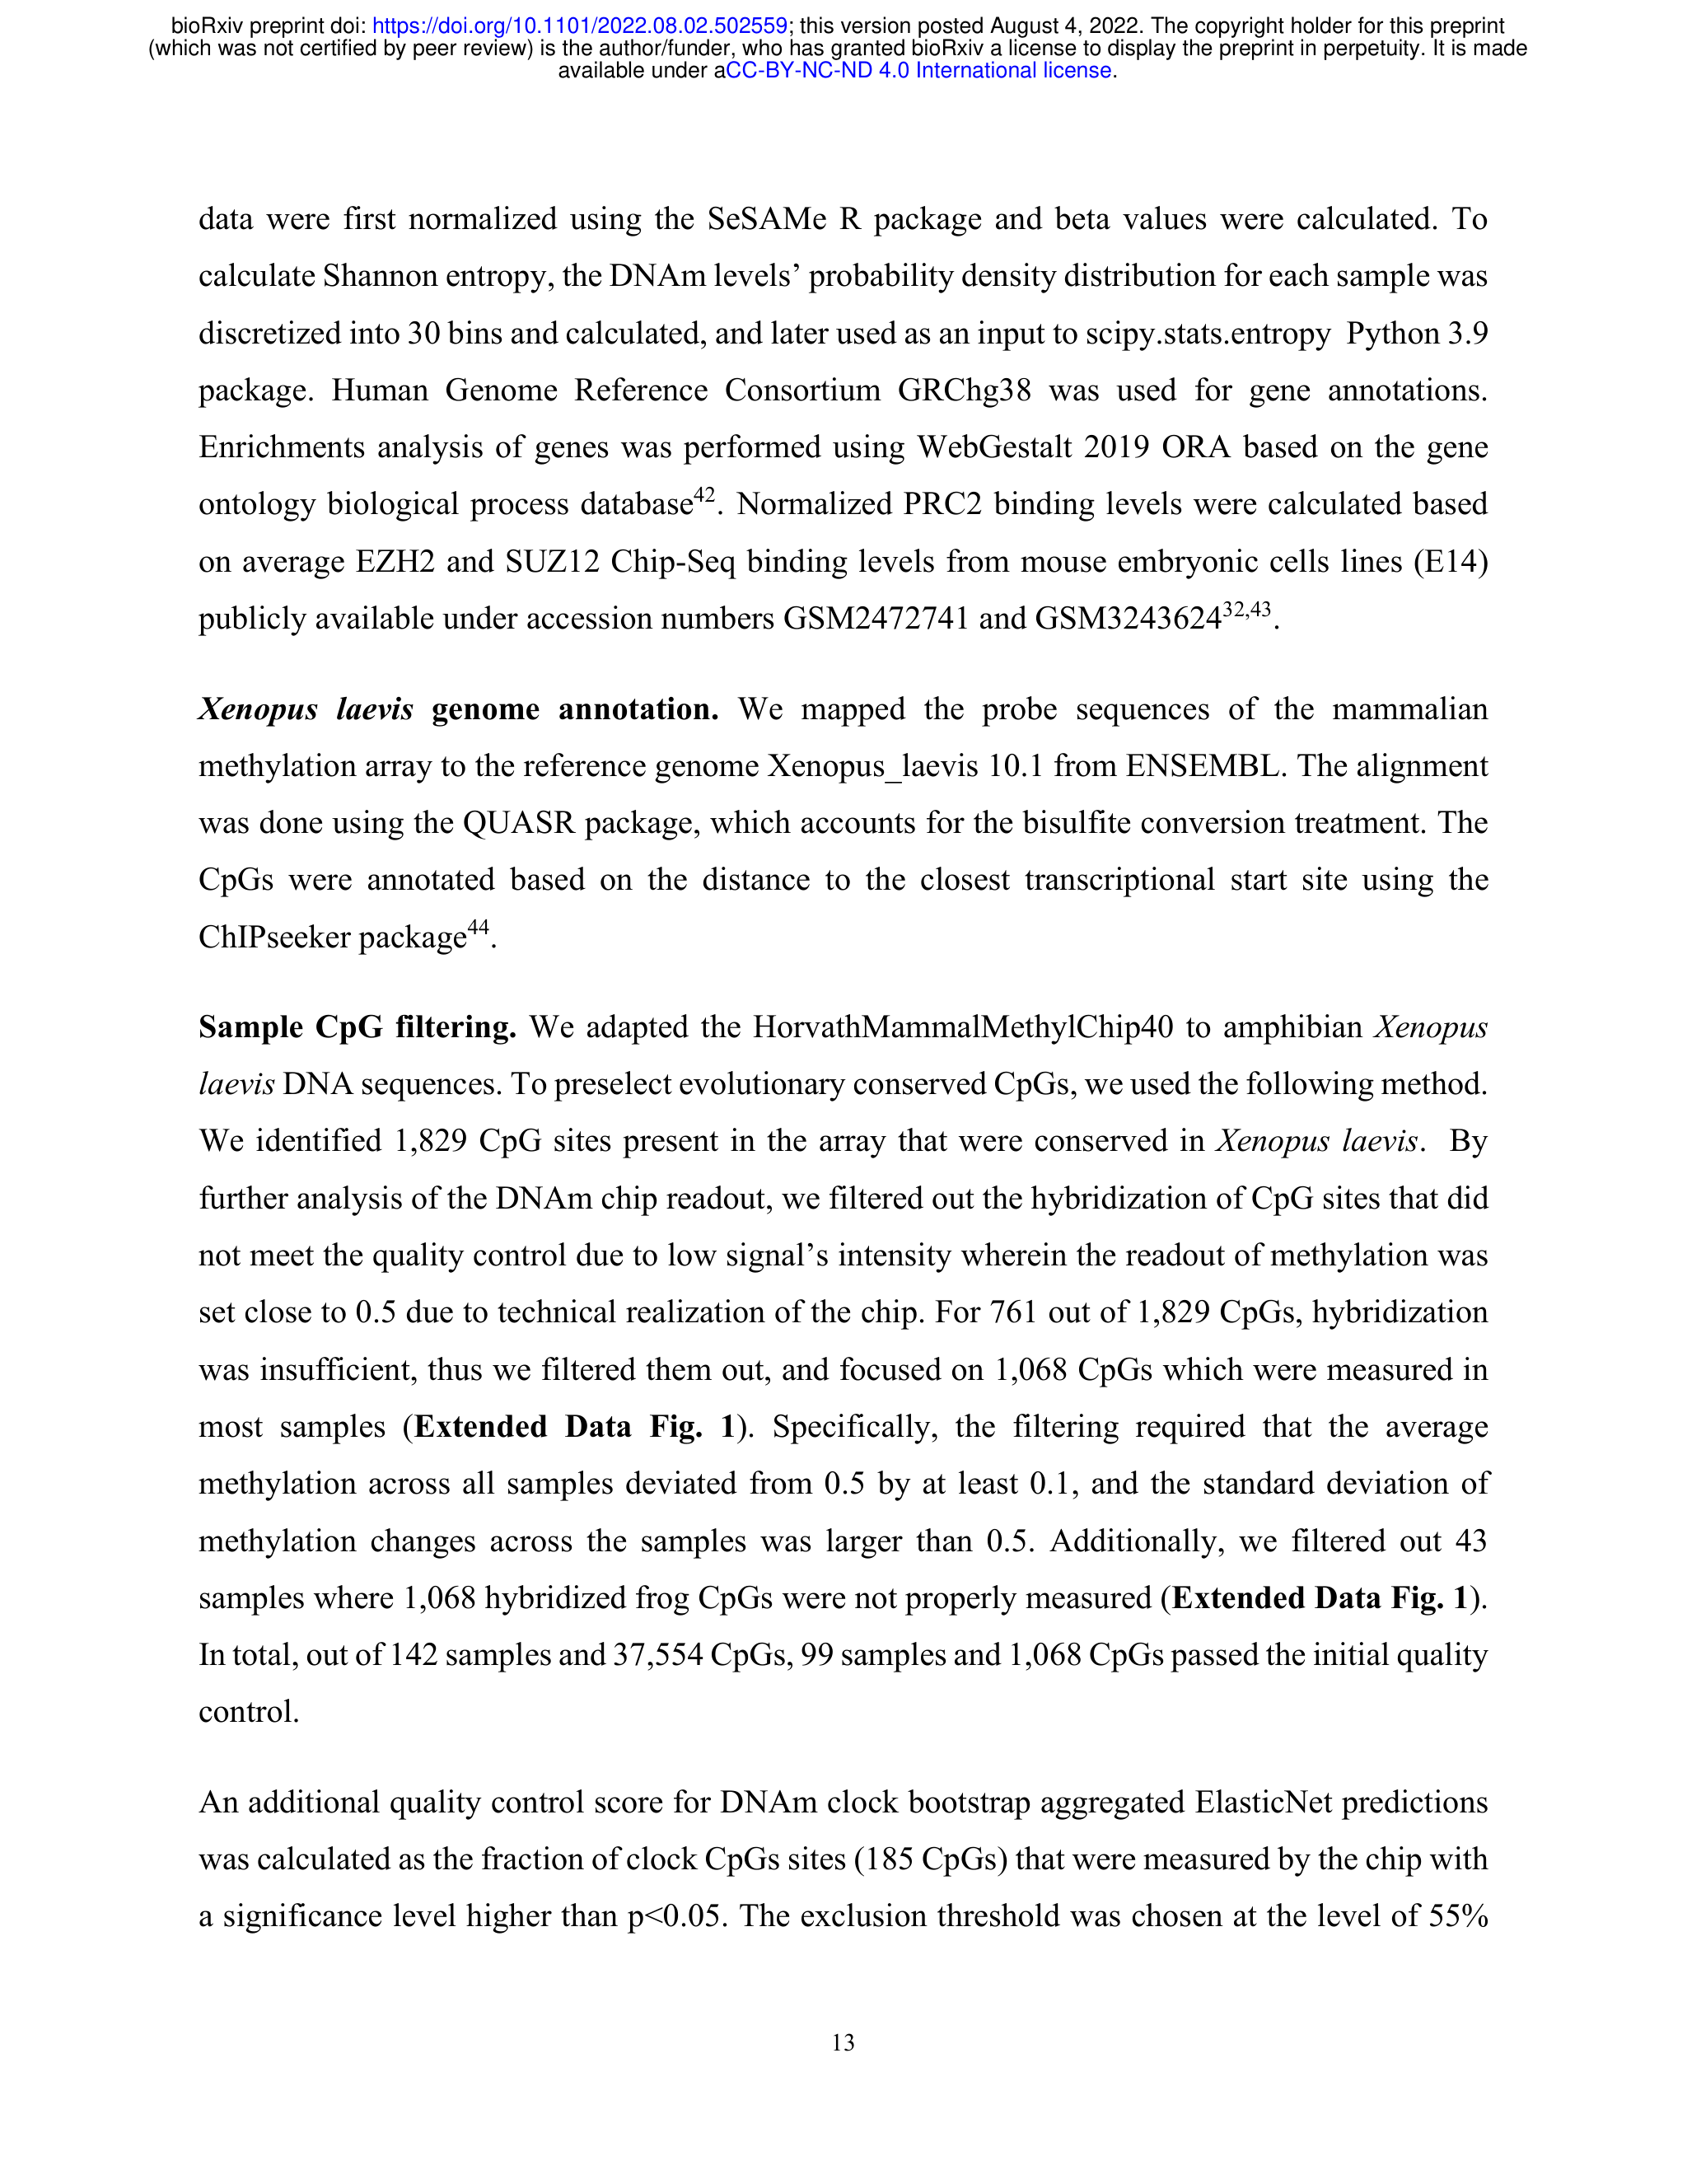 bioRxiv preprint doi: https://doi.org/10.1101/2022.08.02.502559; this version posted August 4, 2022. The copyright holder for this preprint
(which was not certified by peer review) is the author/funder, who has granted bioRxiv a license to display the preprint in perpetuity. It is made
available under aCC-BY-NC-ND 4.0 International license.
data were first normalized using the SeSAMe R package and beta values were calculated. To
calculate Shannon entropy, the DNAm levels’ probability density distribution for each sample was
discretized into 30 bins and calculated, and later used as an input to scipy.stats.entropy  Python 3.9
package. Human Genome Reference Consortium GRChg38 was used for gene annotations.
Enrichments analysis of genes was performed using WebGestalt 2019 ORA based on the gene
ontology biological process database42. Normalized PRC2 binding levels were calculated based
on average EZH2 and SUZ12 Chip-Seq binding levels from mouse embryonic cells lines (E14)
publicly available under accession numbers GSM2472741 and GSM324362432,43.
Xenopus laevis genome annotation. We mapped the probe sequences of the mammalian
methylation array to the reference genome Xenopus_laevis 10.1 from ENSEMBL. The alignment
was done using the QUASR package, which accounts for the bisulfite conversion treatment. The
CpGs were annotated based on the distance to the closest transcriptional start site using the
ChIPseeker package44.
Sample CpG filtering. We adapted the HorvathMammalMethylChip40 to amphibian Xenopus
laevis DNA sequences. To preselect evolutionary conserved CpGs, we used the following method.
We identified 1,829 CpG sites present in the array that were conserved in Xenopus laevis.  By
further analysis of the DNAm chip readout, we filtered out the hybridization of CpG sites that did
not meet the quality control due to low signal’s intensity wherein the readout of methylation was
set close to 0.5 due to technical realization of the chip. For 761 out of 1,829 CpGs, hybridization
was insufficient, thus we filtered them out, and focused on 1,068 CpGs which were measured in
most samples (Extended Data Fig. 1). Specifically, the filtering required that the average
methylation across all samples deviated from 0.5 by at least 0.1, and the standard deviation of
methylation changes across the samples was larger than 0.5. Additionally, we filtered out 43
samples where 1,068 hybridized frog CpGs were not properly measured (Extended Data Fig. 1).
In total, out of 142 samples and 37,554 CpGs, 99 samples and 1,068 CpGs passed the initial quality
control.
An additional quality control score for DNAm clock bootstrap aggregated ElasticNet predictions
was calculated as the fraction of clock CpGs sites (185 CpGs) that were measured by the chip with
a significance level higher than p<0.05. The exclusion threshold was chosen at the level of 55%
13